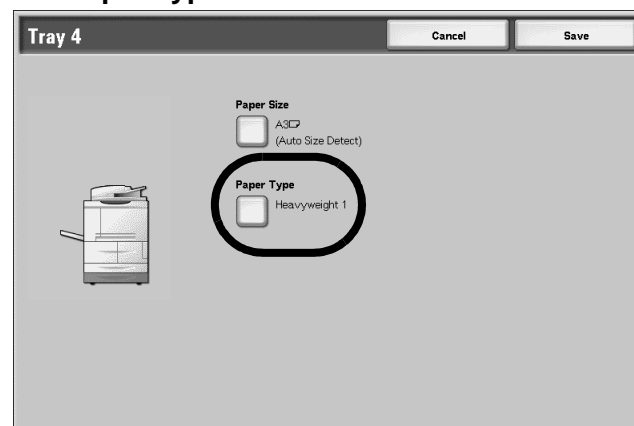 Tray 4
Cancel
Save
Paper Size
A3
(Auto Size Detect)
Paper Type
Heavyweight 1